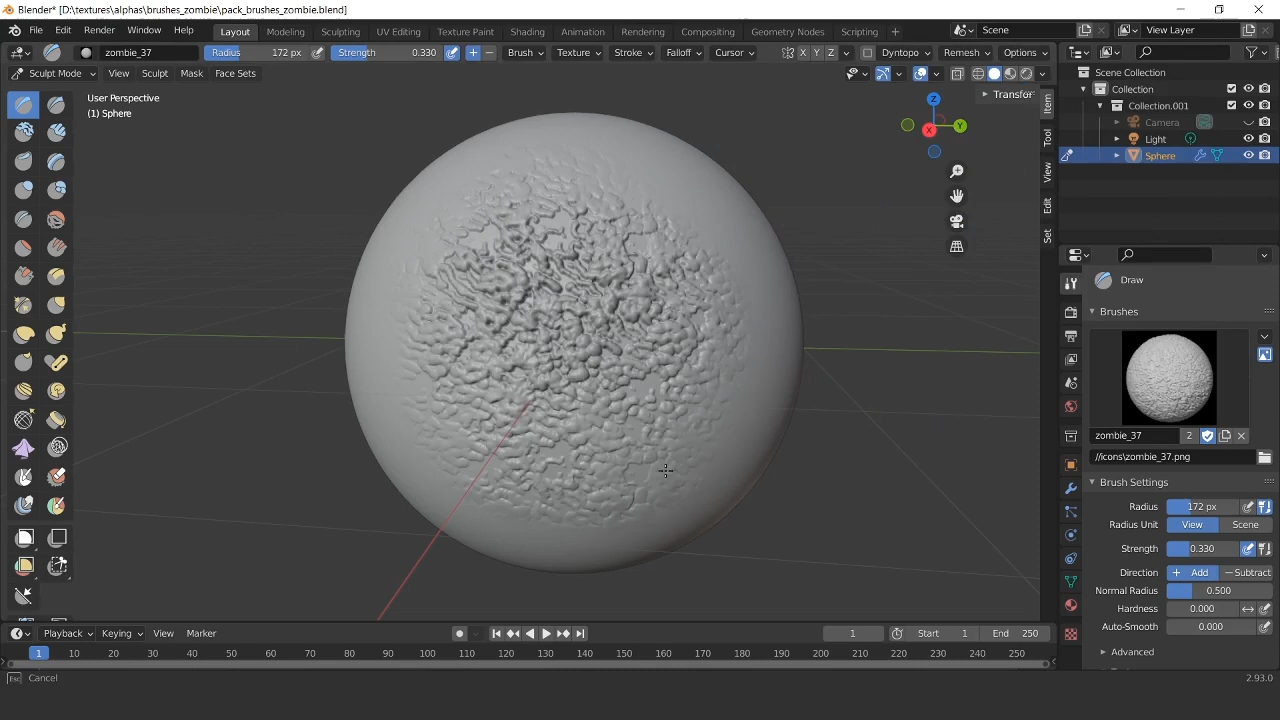 Blender* [D:\textures\alphas\brushes_zombie\pack_brushes_zombie.blend]
File Edit Render Window Help Layout Modeling Sculpting UV Editing Texture Paint Shading Animation Rendering Compositing Geometry Nodes Scripting + Scene View Layer
zombie_37 Radius 172 px Strength 0.330 Brush Texture Stroke Falloff Cursor X Y Z Dyntopo Remesh Options
Sculpt Mode View Sculpt Mask Face Sets
User Perspective
(1) Sphere
Transform
Z
Y
X
Item
Tool
View
Edit
Set
Scene Collection
Collection
Collection.001
Camera
Light
Sphere
Draw
Brushes
zombie_37 2
//icons\zombie_37.png
Brush Settings
Radius 172 px
Radius Unit View Scene
Strength 0.330
Direction + Add − Subtract
Normal Radius 0.500
Hardness 0.000
Auto-Smooth 0.000
Advanced
Playback Keying View Marker 1 Start 1 End 250
1 10 20 30 40 50 60 70 80 90 100 110 120 130 140 150 160 170 180 190 200 210 220 230 240 250
Esc Cancel 2.93.0